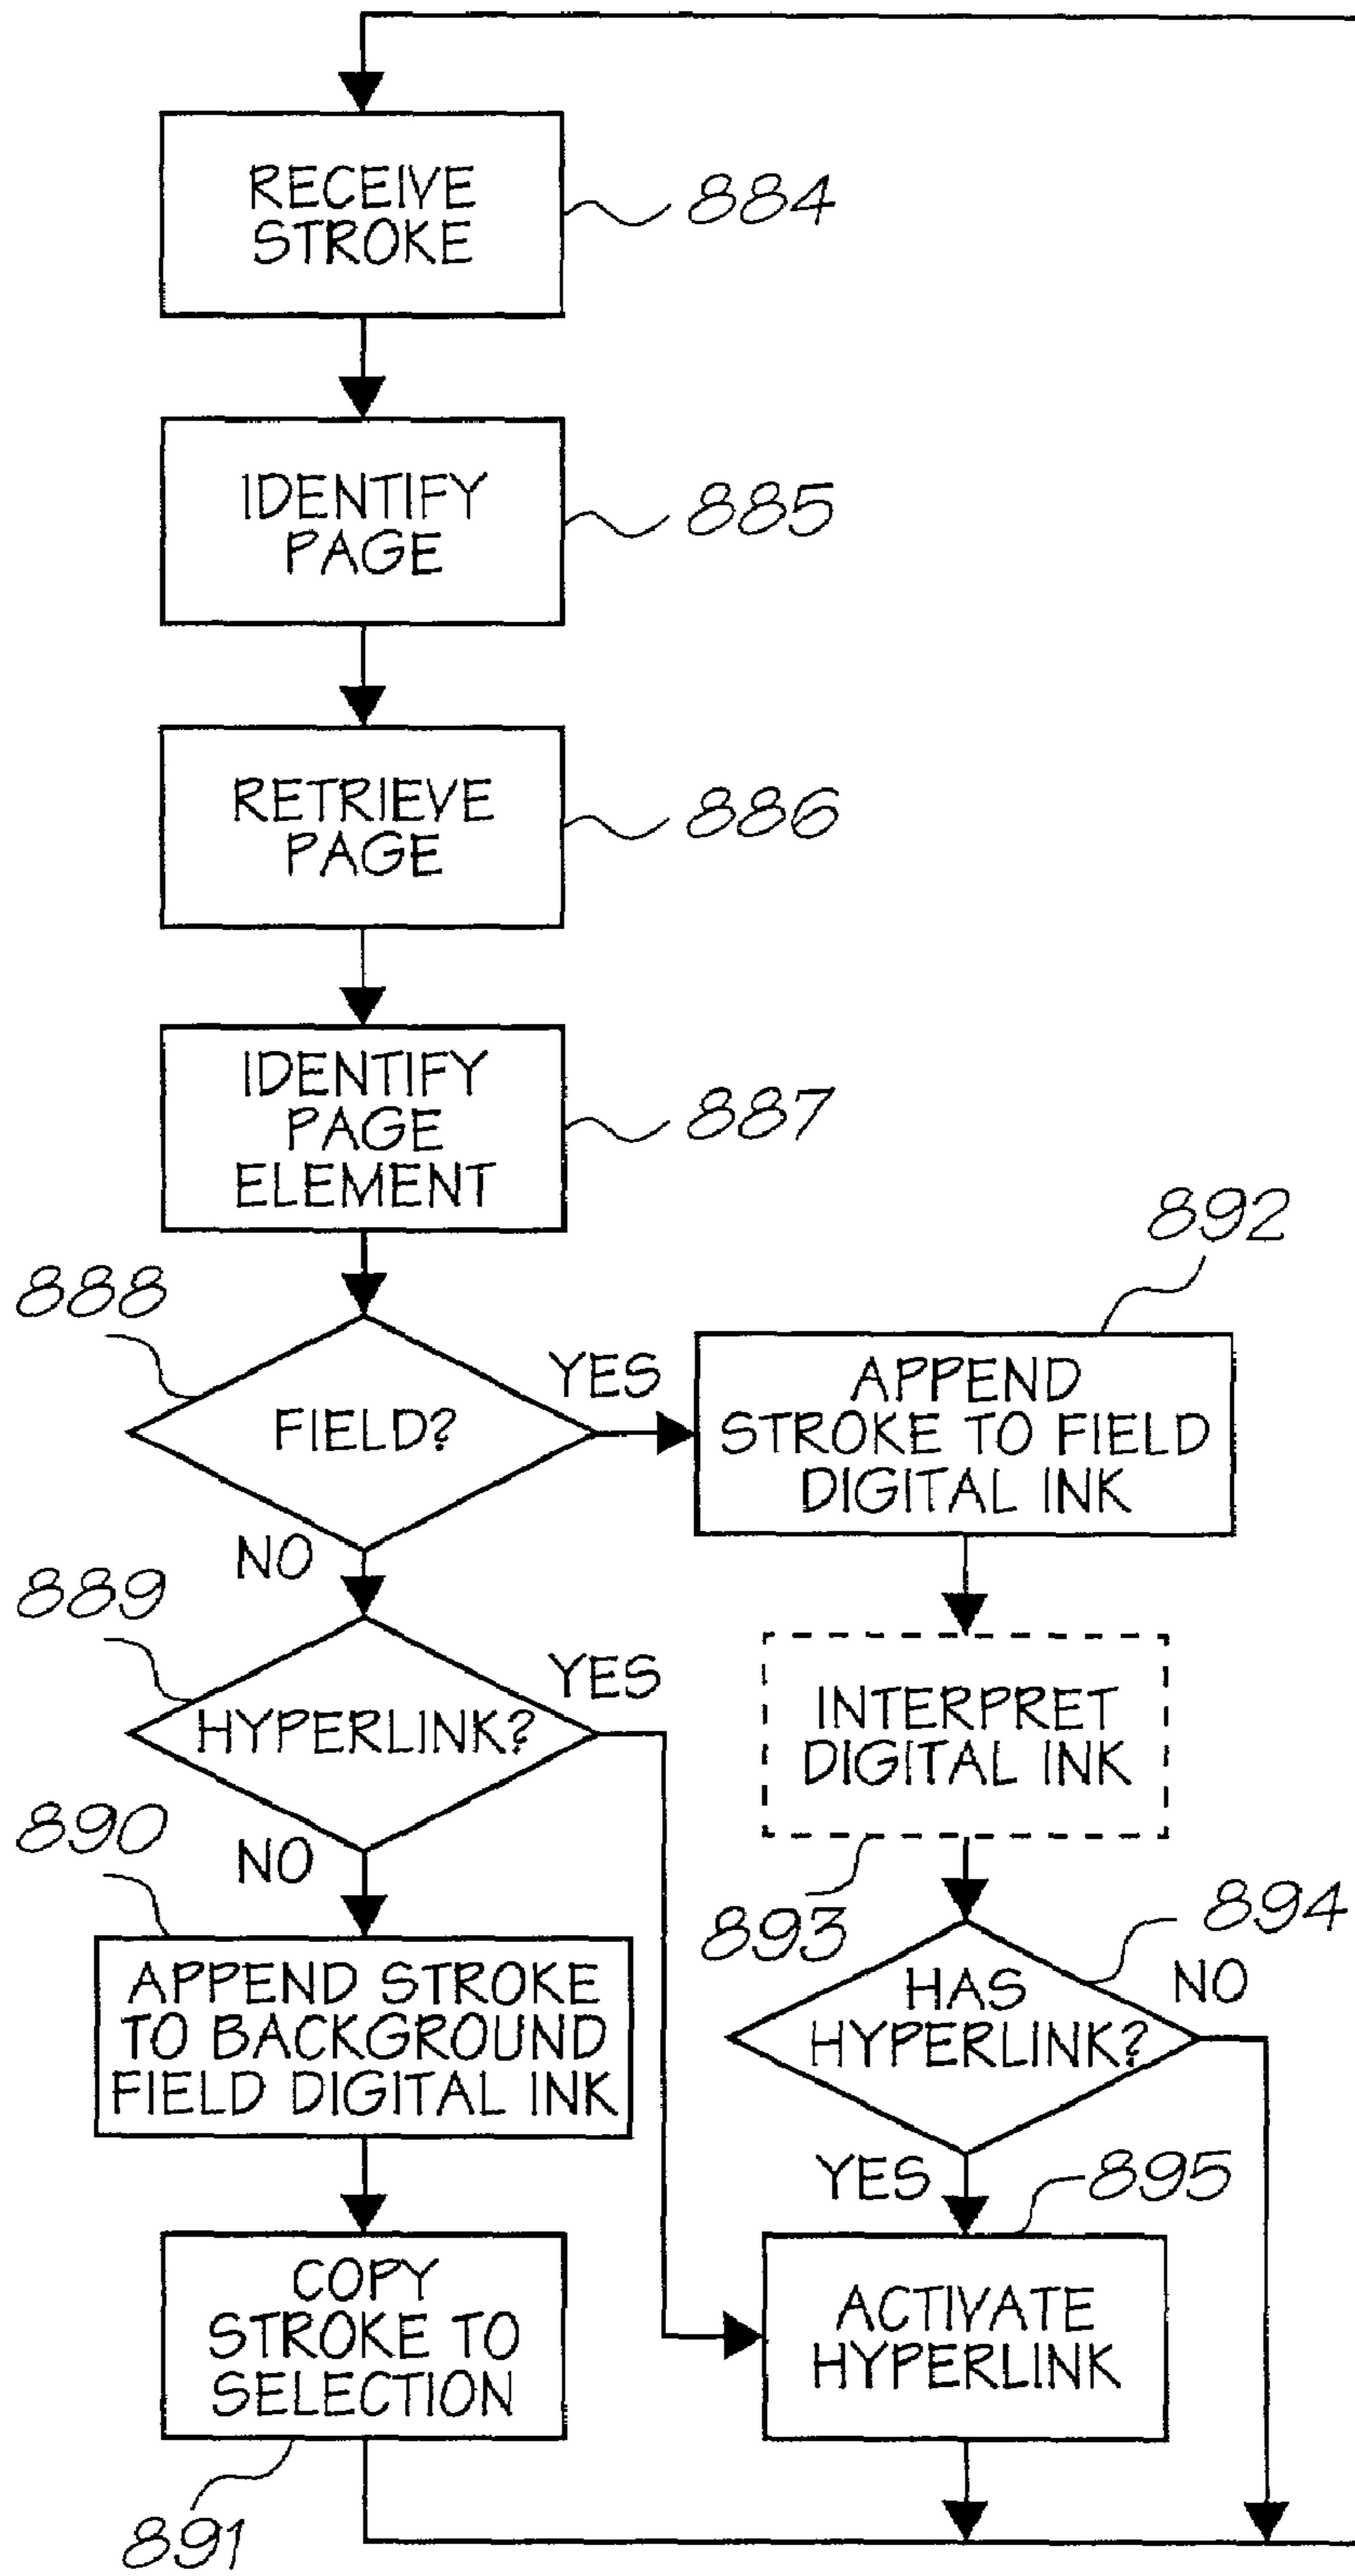 RECEIVE
STROKE
884
IDENTIFY
PAGE
885
RETRIEVE
PAGE
886
IDENTIFY
PAGE
ELEMENT
887
888
FIELD?
YES
NO
892
APPEND
STROKE TO FIELD
DIGITAL INK
889
HYPERLINK?
YES
NO
INTERPRET
DIGITAL INK
893
890
APPEND STROKE
TO BACKGROUND
FIELD DIGITAL INK
894
HAS
HYPERLINK?
NO
YES
895
COPY
STROKE TO
SELECTION
891
ACTIVATE
HYPERLINK